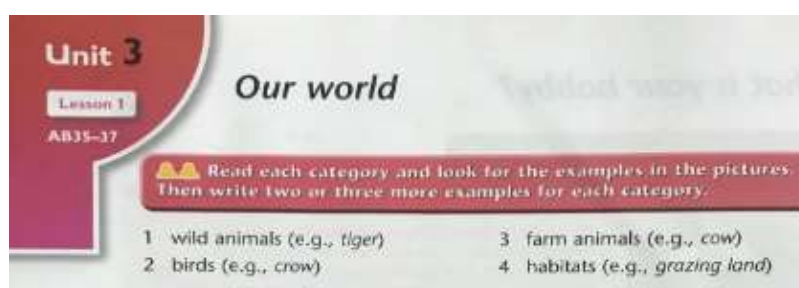 Unit 3
Lesson 1
AB35–37
Our world
Read each category and look for the examples in the pictures.
Then write two or three more examples for each category.
1 wild animals (e.g., tiger)
2 birds (e.g., crow)
3 farm animals (e.g., cow)
4 habitats (e.g., grazing land)